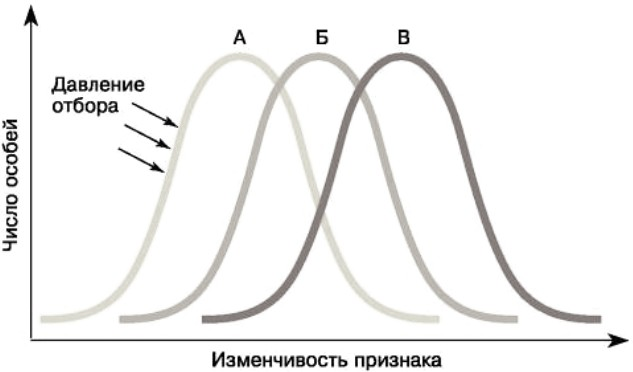 А
Б
В
Давление
отбора
Число особей
Изменчивость признака